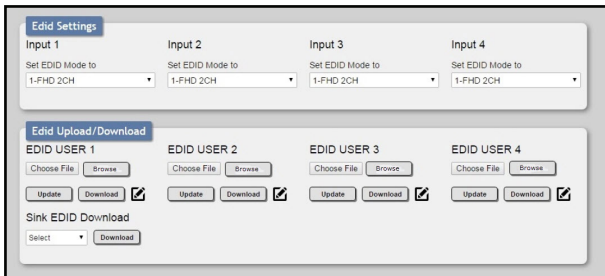 Edid Settings
Input 1 Input 2 Input 3 Input 4
Set EDID Mode to Set EDID Mode to Set EDID Mode to Set EDID Mode to
1-FHD 2CH 1-FHD 2CH 1-FHD 2CH 1-FHD 2CH
Edid Upload/Download
EDID USER 1 EDID USER 2 EDID USER 3 EDID USER 4
Choose File Browse Choose File Browse Choose File Browse Choose File Browse
Update Download Update Download Update Download Update Download
Sink EDID Download
Select Download